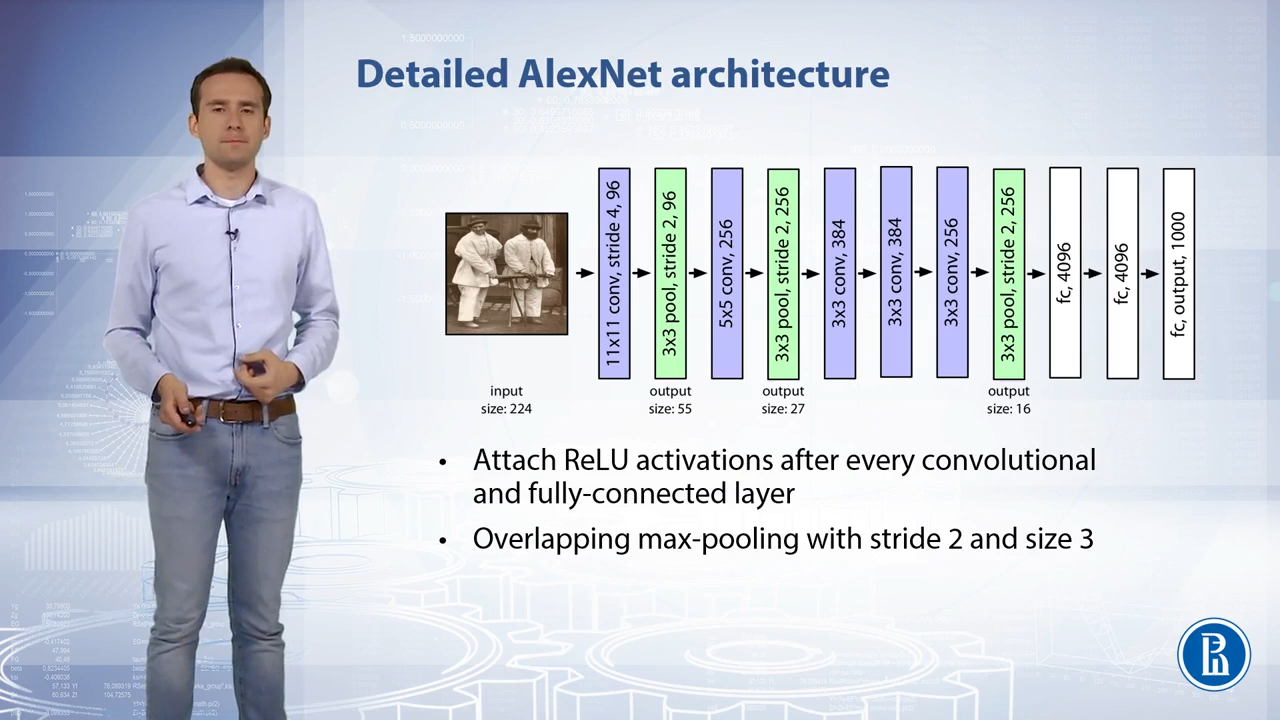 Detailed AlexNet architecture
11x11 conv, stride 4, 96
3x3 pool, stride 2, 96
5x5 conv, 256
3x3 pool, stride 2, 256
3x3 conv, 384
3x3 conv, 384
3x3 conv, 256
3x3 pool, stride 2, 256
fc, 4096
fc, 4096
fc, output, 1000
input
size: 224
output
size: 55
output
size: 27
output
size: 16
• Attach ReLU activations after every convolutional
and fully-connected layer
• Overlapping max-pooling with stride 2 and size 3